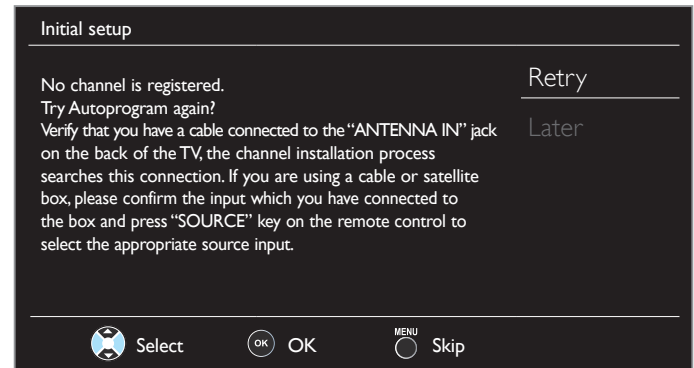 Initial setup
No channel is registered.
Try Autoprogram again?
Verify that you have a cable connected to the “ANTENNA IN” jack
on the back of the TV, the channel installation process
searches this connection. If you are using a cable or satellite
box, please confirm the input which you have connected to
the box and press “SOURCE” key on the remote control to
select the appropriate source input.
Retry
Later
Select
OK OK
MENU
Skip